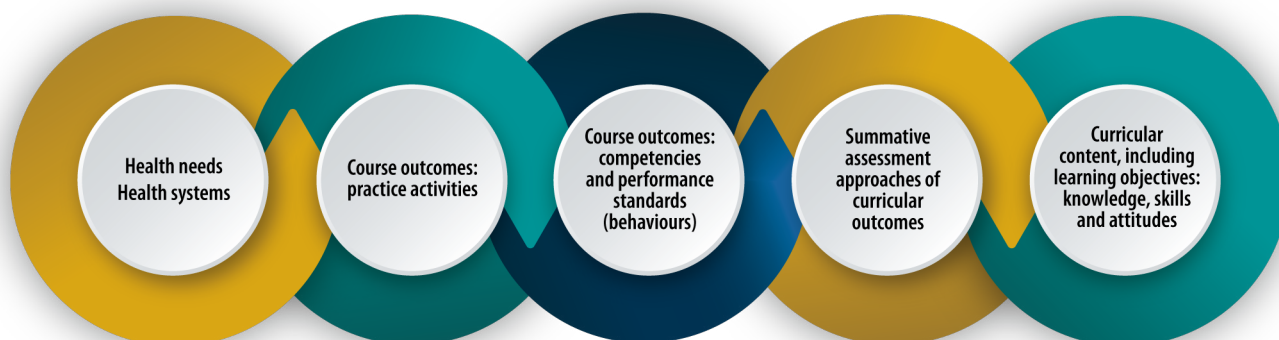 Health needs
Health systems
Course outcomes:
practice activities
Course outcomes:
competencies
and performance
standards
(behaviours)
Summative
assessment
approaches of
curricular
outcomes
Curricular
content, including
learning objectives:
knowledge, skills
and attitudes